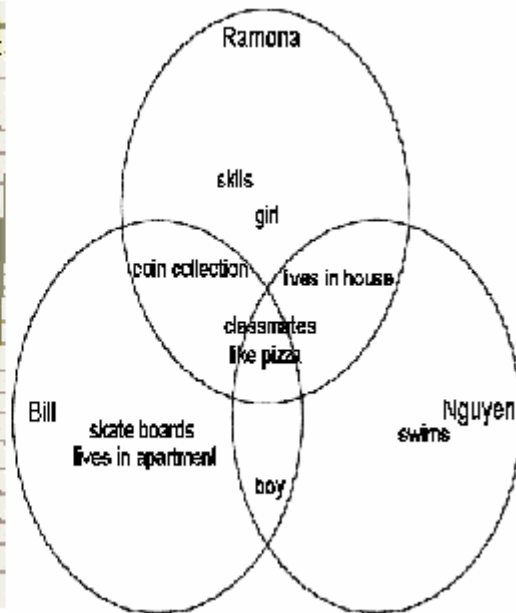 Ramona
skiis
girl
coin collection
lives in house
classmates
like pizza
Bill
Nguyen
skate boards
swims
lives in apartment
boy